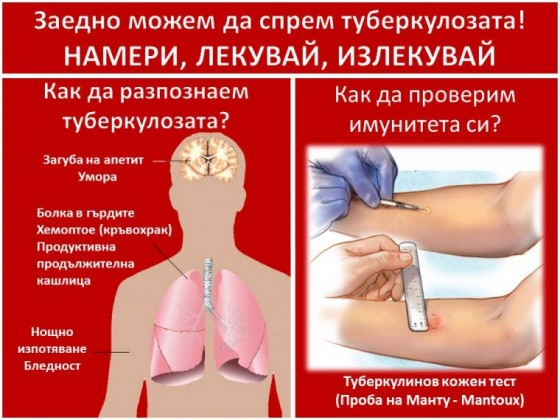 Заедно можем да спрем туберкулозата!
НАМЕРИ, ЛЕКУВАЙ, ИЗЛЕКУВАЙ
Как да разпознаем
туберкулозата?
Загуба на апетит
Умора
Болка в гърдите
Хемоптое (кръвохрак)
Продуктивна
продължителна
кашлица
Нощно
изпотяване
Бледност
Как да проверим
имунитета си?
Туберкулинов кожен тест
(Проба на Манту - Mantoux)